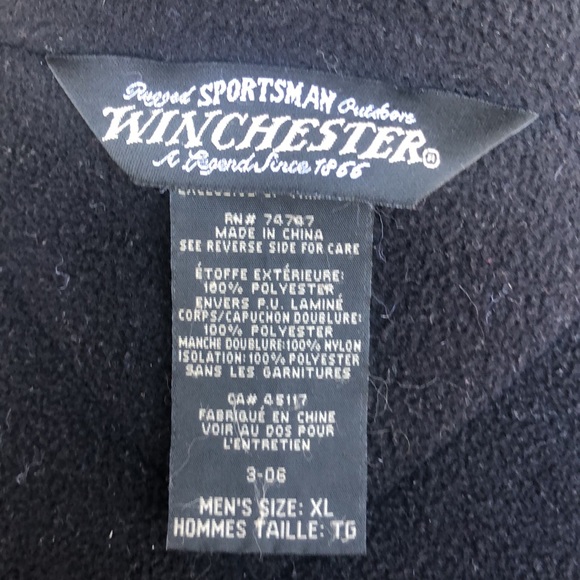 Rugged SPORTSMAN Outdoors
WINCHESTER®
A Legend Since 1866
RN# 74747
MADE IN CHINA
SEE REVERSE SIDE FOR CARE
ÉTOFFE EXTÉRIEURE:
100% POLYESTER
ENVERS P.U. LAMINÉ
CORPS/CAPUCHON DOUBLURE:
100% POLYESTER
MANCHE DOUBLURE:100% NYLON
ISOLATION: 100% POLYESTER
SANS LES GARNITURES
CA# 45117
FABRIQUÉ EN CHINE
VOIR AU DOS POUR
L'ENTRETIEN
3-06
MEN'S SIZE: XL
HOMMES TAILLE: TG